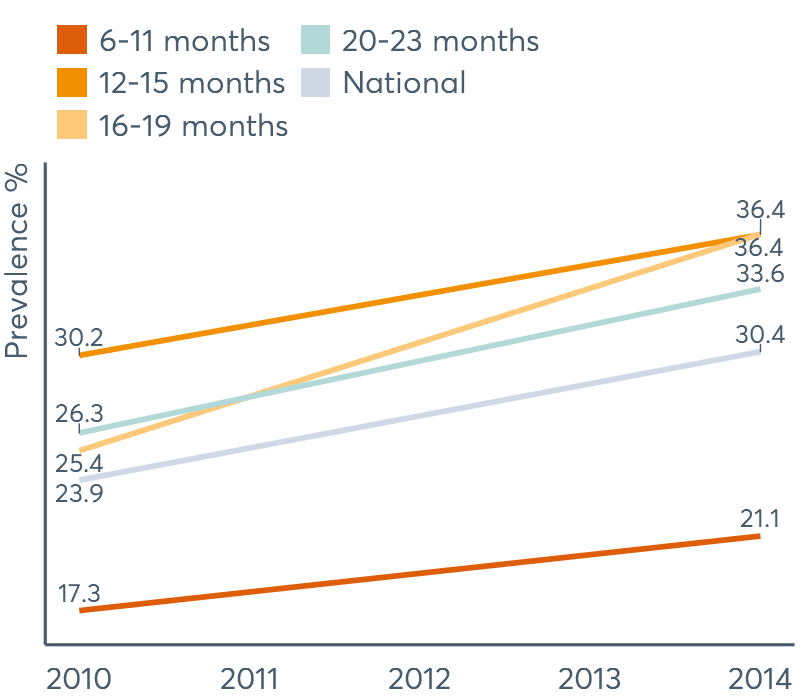 6-11 months
20-23 months
12-15 months
National
16-19 months
Prevalence %
36.4
36.4
33.6
30.2
30.4
26.3
25.4
23.9
21.1
17.3
2010 2011 2012 2013 2014